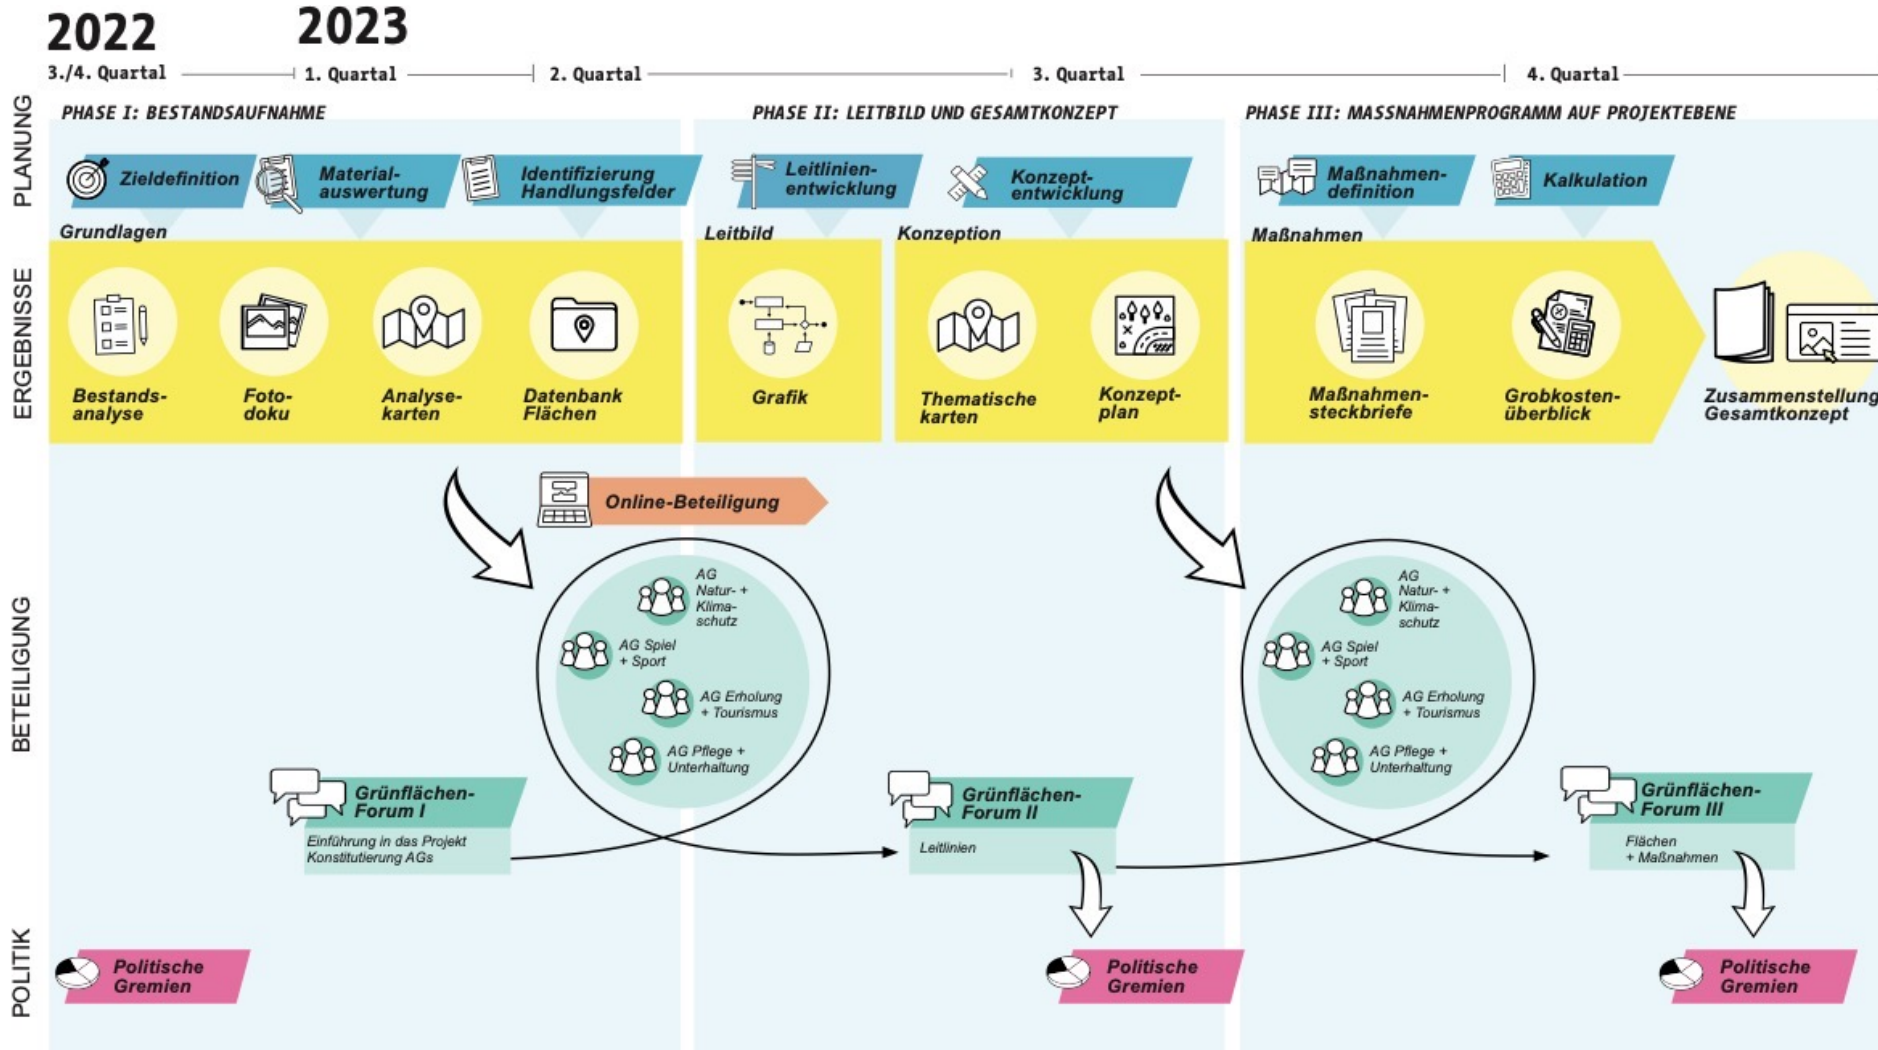 2022
2023
3./4. Quartal
1. Quartal
2. Quartal
3. Quartal
4. Quartal
PLANUNG
PHASE I: BESTANDSAUFNAHME
PHASE II: LEITBILD UND GESAMTKONZEPT
PHASE III: MASSNAHMENPROGRAMM AUF PROJEKTEBENE
Zieldefinition
Material-
auswertung
Identifizierung
Handlungsfelder
Leitlinien-
entwicklung
Konzept-
entwicklung
Maßnahmen-
definition
Kalkulation
ERGEBNISSE
Grundlagen
Leitbild
Konzeption
Maßnahmen
Bestands-
analyse
Foto-
doku
Analyse-
karten
Datenbank
Flächen
Grafik
Thematische
karten
Konzept-
plan
Maßnahmen-
steckbriefe
Grobkosten-
überblick
Zusammenstellung
Gesamtkonzept
BETEILIGUNG
Online-Beteiligung
AG
Natur- +
Klima-
schutz
AG Spiel
+ Sport
AG Erholung
+ Tourismus
AG Pflege +
Unterhaltung
AG
Natur- +
Klima-
schutz
AG Spiel
+ Sport
AG Erholung
+ Tourismus
AG Pflege +
Unterhaltung
Grünflächen-
Forum I
Einführung in das Projekt
Konstitutierung AGs
Grünflächen-
Forum II
Leitlinien
Grünflächen-
Forum III
Flächen
+ Maßnahmen
POLITIK
Politische
Gremien
Politische
Gremien
Politische
Gremien